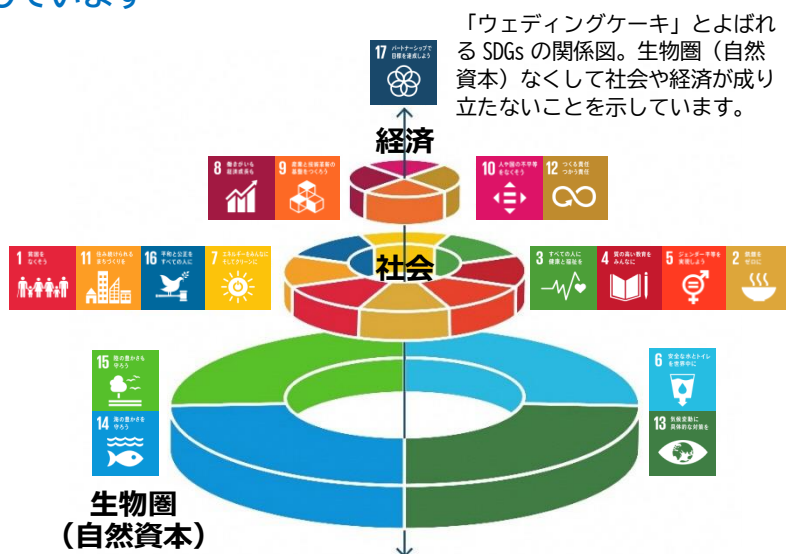 しています
「ウェディングケーキ」とよばれ
る SDGs の関係図。生物圏（自然
資本）なくして社会や経済が成り
立たないことを示しています。
17 パートナーシップで
目標を達成しよう
経済
8 働きがいも
経済成長も
9 産業と技術革新の
基盤をつくろう
10 人や国の不平等
をなくそう
12 つくる責任
つかう責任
社会
1 貧困を
なくそう
11 住み続けられる
まちづくりを
16 平和と公正を
すべての人に
7 エネルギーをみんなに
そしてクリーンに
3 すべての人に
健康と福祉を
4 質の高い教育を
みんなに
5 ジェンダー平等を
実現しよう
2 飢餓を
ゼロに
15 陸の豊かさも
守ろう
6 安全な水とトイレ
を世界中に
14 海の豊かさを
守ろう
13 気候変動に
具体的な対策を
生物圏
（自然資本）